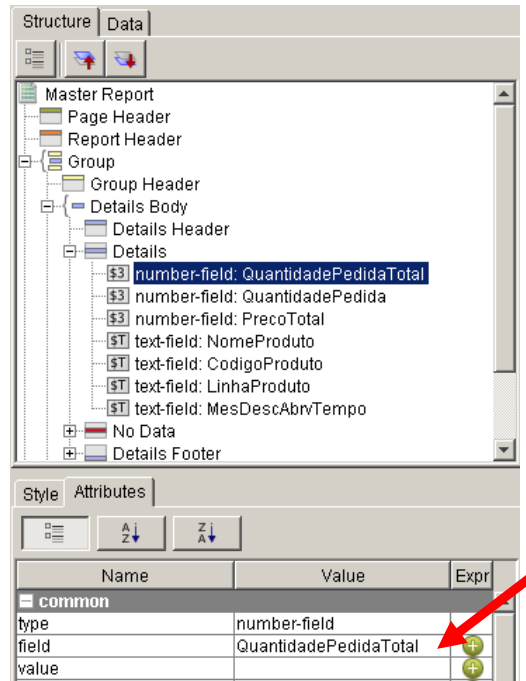 Structure Data
Master Report
Page Header
Report Header
Group
Group Header
Details Body
Details Header
Details
number-field: QuantidadePedidaTotal
number-field: QuantidadePedida
number-field: PrecoTotal
text-field: NomeProduto
text-field: CodigoProduto
text-field: LinhaProduto
text-field: MesDescAbrvTempo
No Data
Details Footer
Style Attributes
Name Value Expr
common
type number-field
field QuantidadePedidaTotal
value